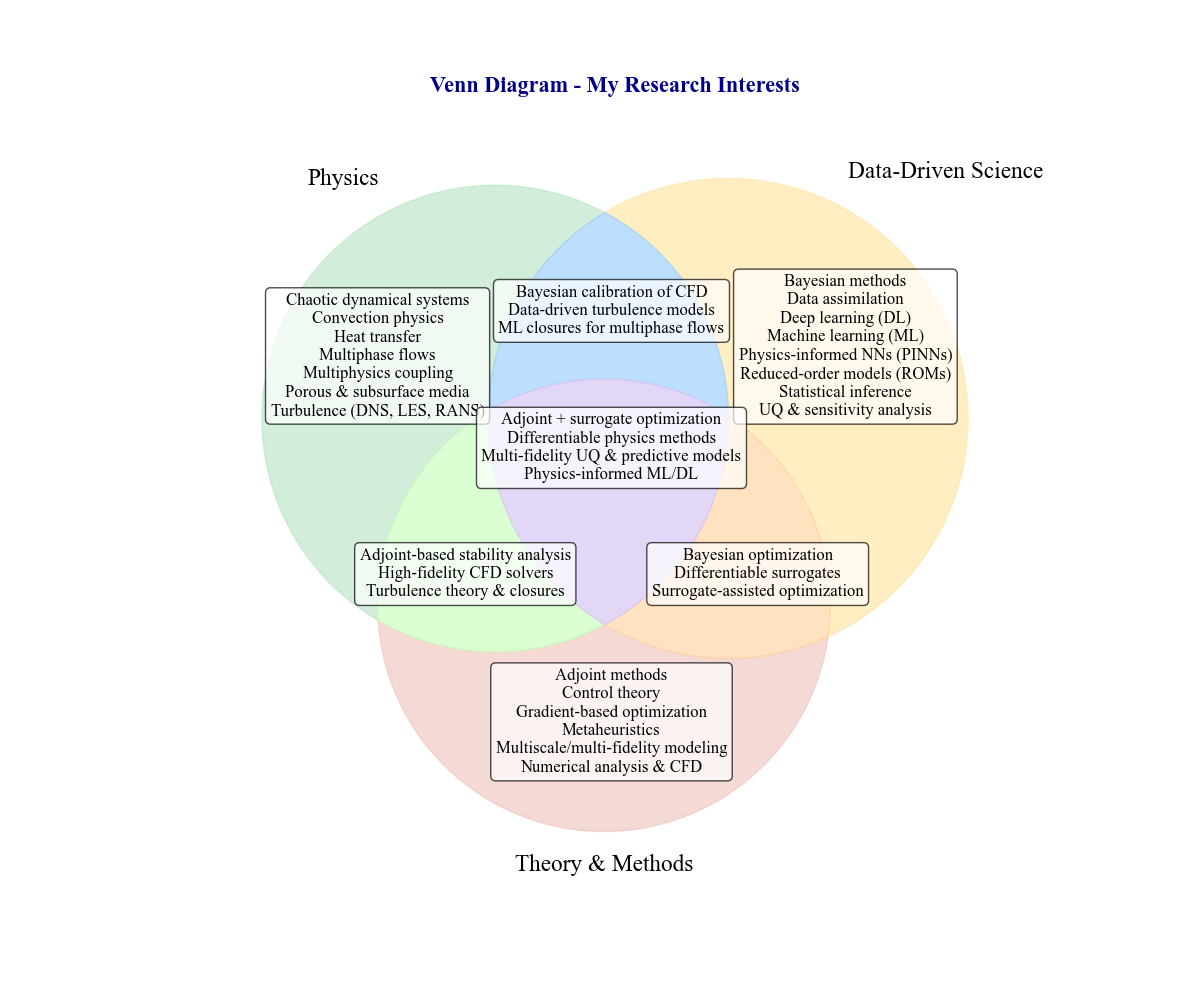 Venn Diagram - My Research Interests
Physics
Data-Driven Science
Chaotic dynamical systems
Convection physics
Heat transfer
Multiphase flows
Multiphysics coupling
Porous & subsurface media
Turbulence (DNS, LES, RANS)
Bayesian calibration of CFD
Data-driven turbulence models
ML closures for multiphase flows
Bayesian methods
Data assimilation
Deep learning (DL)
Machine learning (ML)
Physics-informed NNs (PINNs)
Reduced-order models (ROMs)
Statistical inference
UQ & sensitivity analysis
Adjoint + surrogate optimization
Differentiable physics methods
Multi-fidelity UQ & predictive models
Physics-informed ML/DL
Adjoint-based stability analysis
High-fidelity CFD solvers
Turbulence theory & closures
Bayesian optimization
Differentiable surrogates
Surrogate-assisted optimization
Adjoint methods
Control theory
Gradient-based optimization
Metaheuristics
Multiscale/multi-fidelity modeling
Numerical analysis & CFD
Theory & Methods